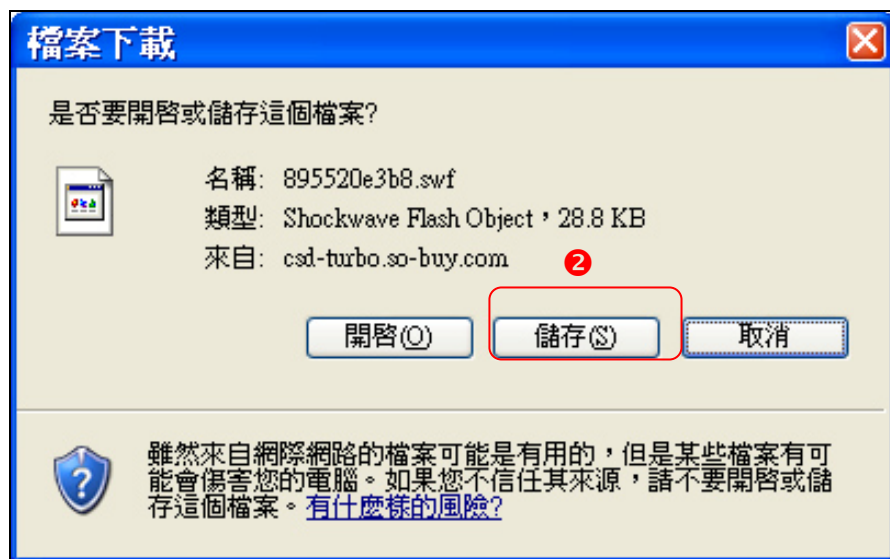 檔案下載
是否要開啓或儲存這個檔案?
名稱: 895520e3b8.swf
類型: Shockwave Flash Object，28.8 KB
來自: csd-turbo.so-buy.com
❷
開啓(O) 儲存(S) 取消
雖然來自網際網路的檔案可能是有用的，但是某些檔案有可
能會傷害您的電腦。如果您不信任其來源，請不要開啓或儲
存這個檔案。有什麼樣的風險?